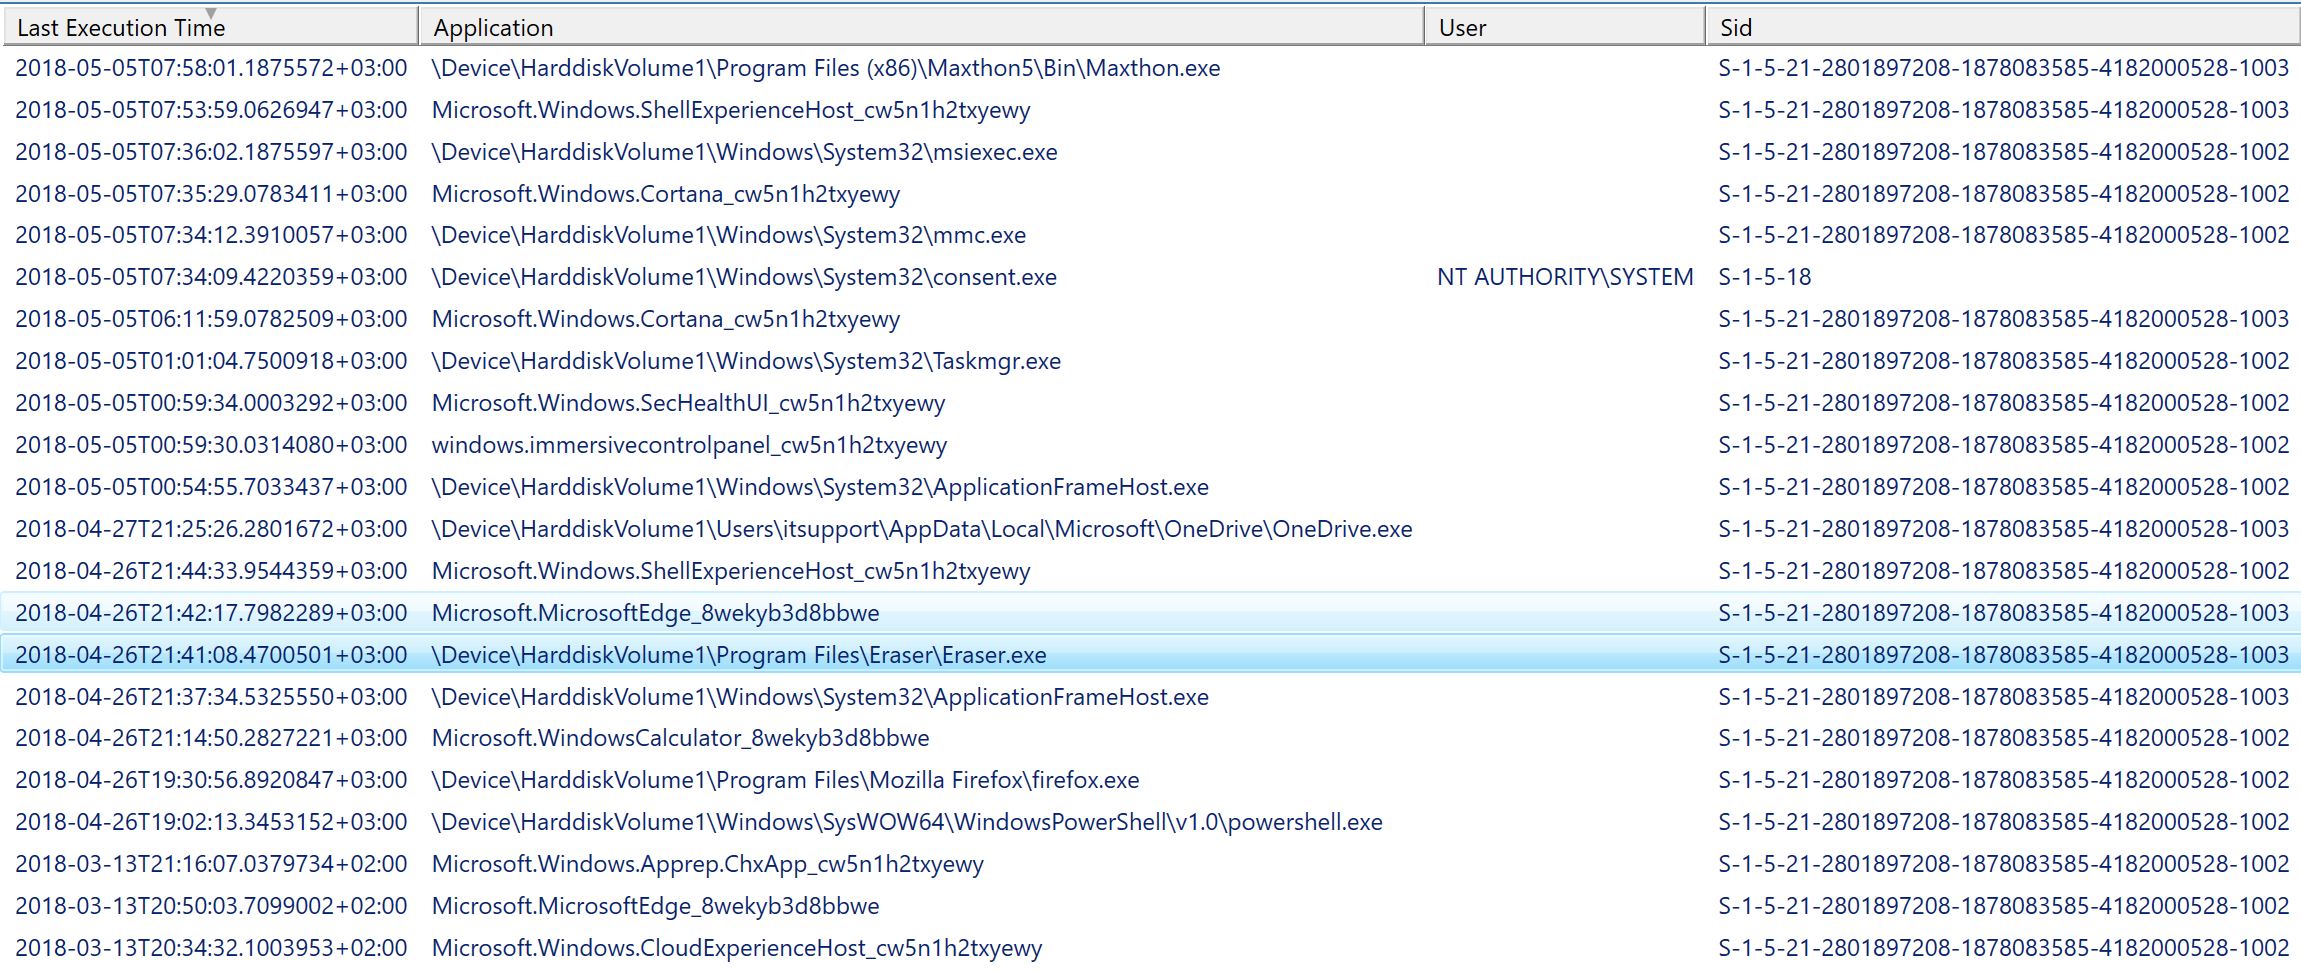 Last Execution Time Application User Sid
2018-05-05T07:58:01.1875572+03:00 \Device\HarddiskVolume1\Program Files (x86)\Maxthon5\Bin\Maxthon.exe S-1-5-21-2801897208-1878083585-4182000528-1003
2018-05-05T07:53:59.0626947+03:00 Microsoft.Windows.ShellExperienceHost_cw5n1h2txyewy S-1-5-21-2801897208-1878083585-4182000528-1003
2018-05-05T07:36:02.1875597+03:00 \Device\HarddiskVolume1\Windows\System32\msiexec.exe S-1-5-21-2801897208-1878083585-4182000528-1002
2018-05-05T07:35:29.0783411+03:00 Microsoft.Windows.Cortana_cw5n1h2txyewy S-1-5-21-2801897208-1878083585-4182000528-1002
2018-05-05T07:34:12.3910057+03:00 \Device\HarddiskVolume1\Windows\System32\mmc.exe S-1-5-21-2801897208-1878083585-4182000528-1002
2018-05-05T07:34:09.4220359+03:00 \Device\HarddiskVolume1\Windows\System32\consent.exe NT AUTHORITY\SYSTEM S-1-5-18
2018-05-05T06:11:59.0782509+03:00 Microsoft.Windows.Cortana_cw5n1h2txyewy S-1-5-21-2801897208-1878083585-4182000528-1003
2018-05-05T01:01:04.7500918+03:00 \Device\HarddiskVolume1\Windows\System32\Taskmgr.exe S-1-5-21-2801897208-1878083585-4182000528-1002
2018-05-05T00:59:34.0003292+03:00 Microsoft.Windows.SecHealthUI_cw5n1h2txyewy S-1-5-21-2801897208-1878083585-4182000528-1002
2018-05-05T00:59:30.0314080+03:00 windows.immersivecontrolpanel_cw5n1h2txyewy S-1-5-21-2801897208-1878083585-4182000528-1002
2018-05-05T00:54:55.7033437+03:00 \Device\HarddiskVolume1\Windows\System32\ApplicationFrameHost.exe S-1-5-21-2801897208-1878083585-4182000528-1002
2018-04-27T21:25:26.2801672+03:00 \Device\HarddiskVolume1\Users\itsupport\AppData\Local\Microsoft\OneDrive\OneDrive.exe S-1-5-21-2801897208-1878083585-4182000528-1003
2018-04-26T21:44:33.9544359+03:00 Microsoft.Windows.ShellExperienceHost_cw5n1h2txyewy S-1-5-21-2801897208-1878083585-4182000528-1002
2018-04-26T21:42:17.7982289+03:00 Microsoft.MicrosoftEdge_8wekyb3d8bbwe S-1-5-21-2801897208-1878083585-4182000528-1003
2018-04-26T21:41:08.4700501+03:00 \Device\HarddiskVolume1\Program Files\Eraser\Eraser.exe S-1-5-21-2801897208-1878083585-4182000528-1003
2018-04-26T21:37:34.5325550+03:00 \Device\HarddiskVolume1\Windows\System32\ApplicationFrameHost.exe S-1-5-21-2801897208-1878083585-4182000528-1003
2018-04-26T21:14:50.2827221+03:00 Microsoft.WindowsCalculator_8wekyb3d8bbwe S-1-5-21-2801897208-1878083585-4182000528-1002
2018-04-26T19:30:56.8920847+03:00 \Device\HarddiskVolume1\Program Files\Mozilla Firefox\firefox.exe S-1-5-21-2801897208-1878083585-4182000528-1002
2018-04-26T19:02:13.3453152+03:00 \Device\HarddiskVolume1\Windows\SysWOW64\WindowsPowerShell\v1.0\powershell.exe S-1-5-21-2801897208-1878083585-4182000528-1002
2018-03-13T21:16:07.0379734+02:00 Microsoft.Windows.Apprep.ChxApp_cw5n1h2txyewy S-1-5-21-2801897208-1878083585-4182000528-1002
2018-03-13T20:50:03.7099002+02:00 Microsoft.MicrosoftEdge_8wekyb3d8bbwe S-1-5-21-2801897208-1878083585-4182000528-1002
2018-03-13T20:34:32.1003953+02:00 Microsoft.Windows.CloudExperienceHost_cw5n1h2txyewy S-1-5-21-2801897208-1878083585-4182000528-1002